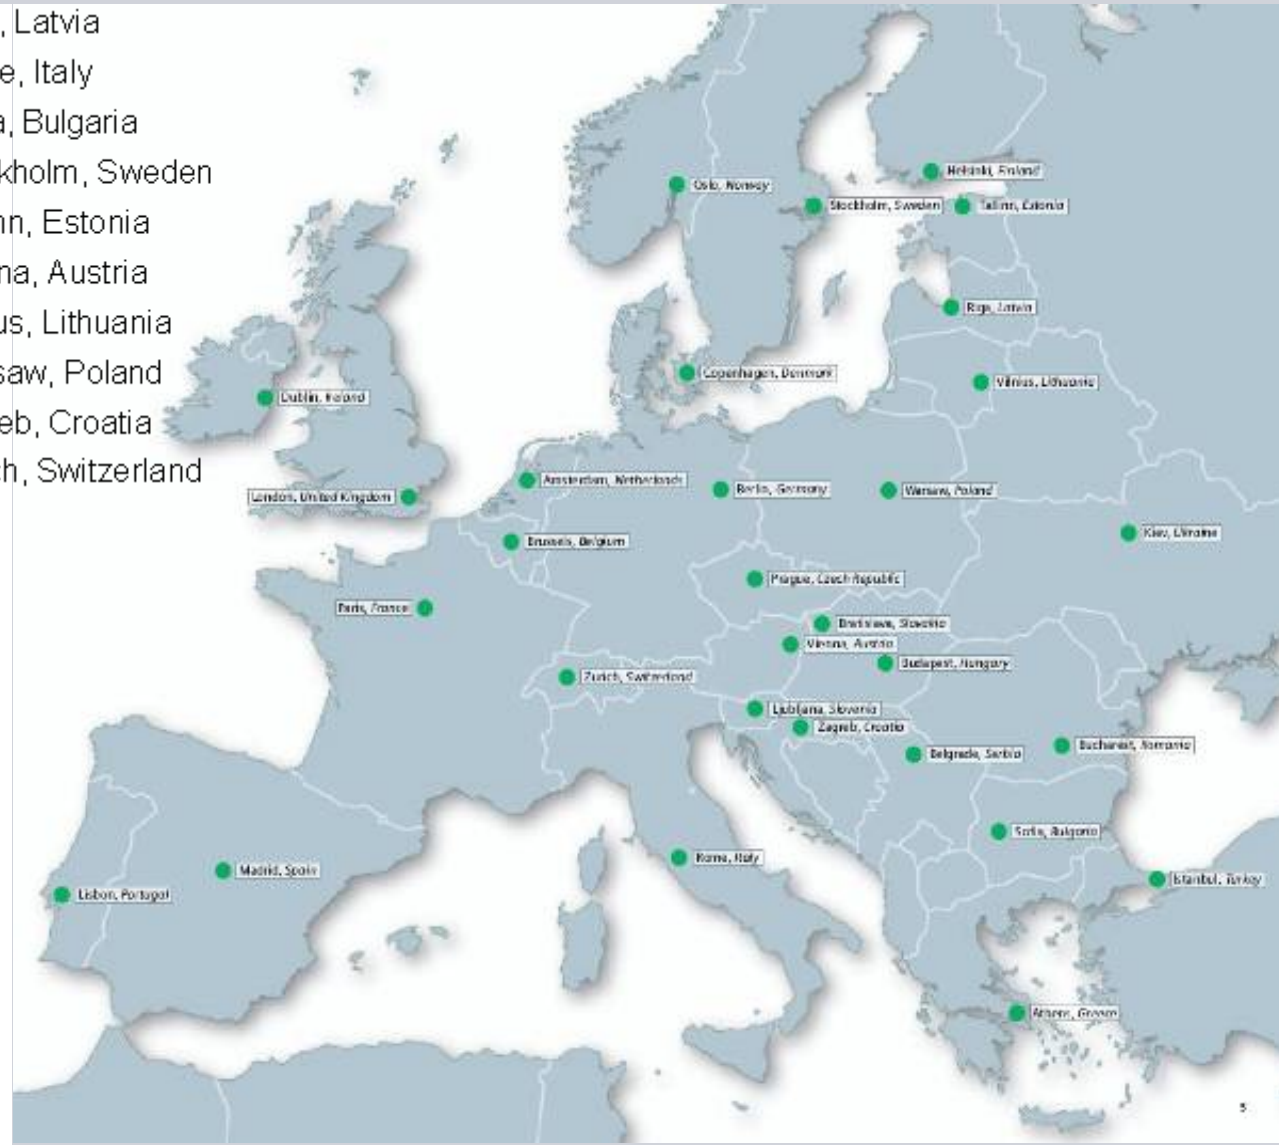 , Latvia
e, Italy
a, Bulgaria
kholm, Sweden
nn, Estonia
na, Austria
us, Lithuania
saw, Poland
eb, Croatia
ch, Switzerland
Oslo, Norway
Helsinki, Finland
Stockholm, Sweden
Tallinn, Estonia
Riga, Latvia
Copenhagen, Denmark
Vilnius, Lithuania
Dublin, Ireland
London, United Kingdom
Amsterdam, Netherlands
Berlin, Germany
Warsaw, Poland
Brussels, Belgium
Kiev, Ukraine
Prague, Czech Republic
Paris, France
Bratislava, Slovakia
Vienna, Austria
Budapest, Hungary
Zurich, Switzerland
Ljubljana, Slovenia
Zagreb, Croatia
Belgrade, Serbia
Bucharest, Romania
Sofia, Bulgaria
Rome, Italy
Madrid, Spain
Lisbon, Portugal
Istanbul, Turkey
Athens, Greece
5